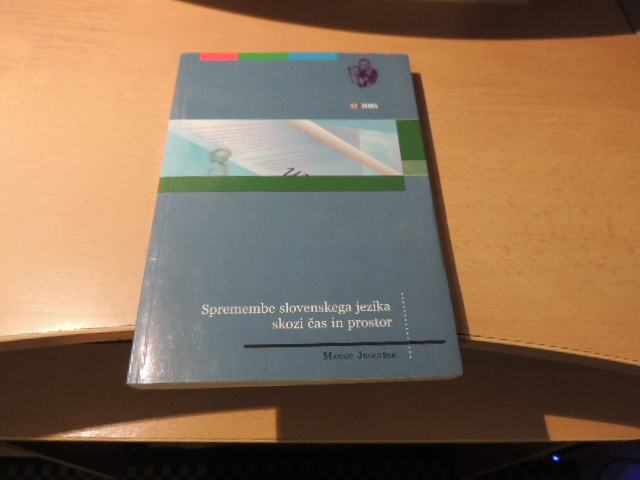 ZORA
Spremembe slovenskega jezika
skozi čas in prostor
MARKO JESENŠEK